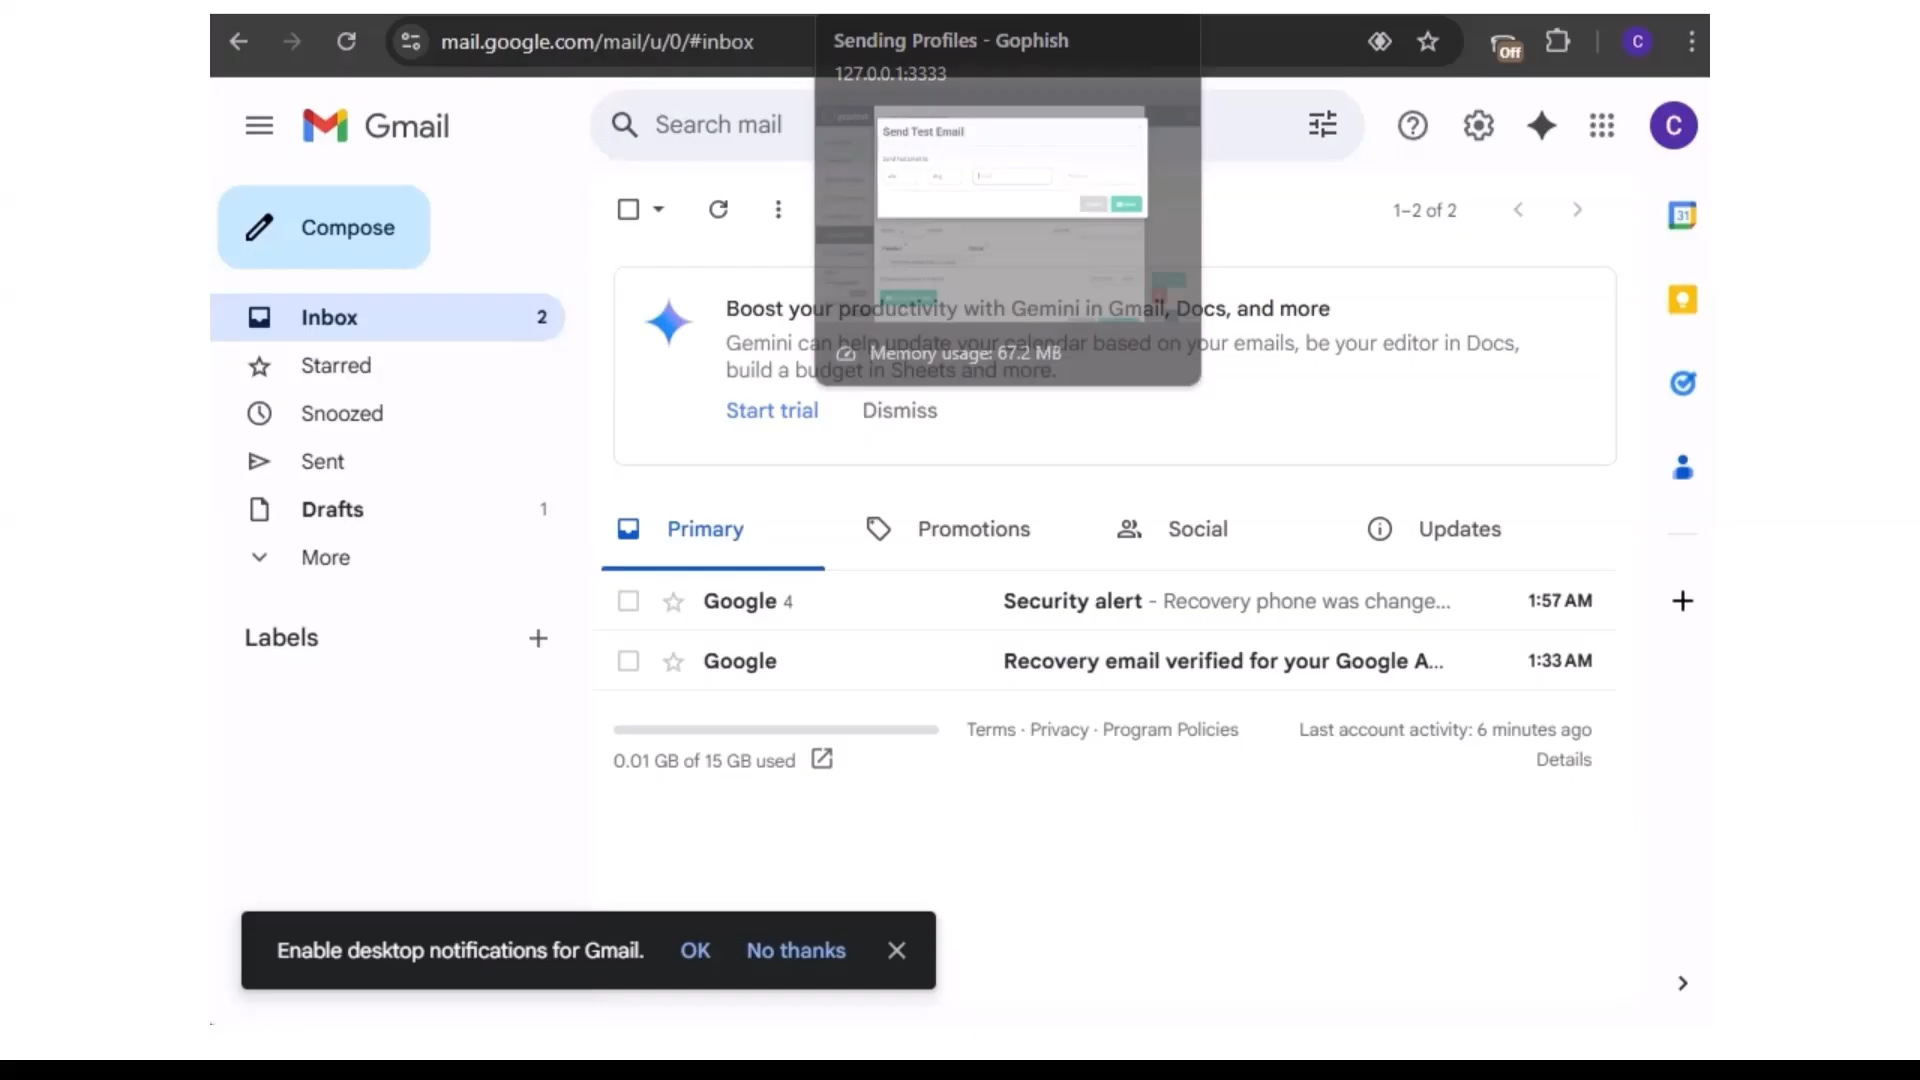 mail.google.com/mail/u/0/#inbox
Sending Profiles - Gophish
127.0.0.1:3333
Off
C
Gmail
Search mail
C
Send Test Email
Compose
1–2 of 2
31
Inbox 2
Starred
Snoozed
Sent
Drafts 1
More
Labels
Boost your productivity with Gemini in Gmail, Docs, and more
Gemini can help update your calendar based on your emails, be your editor in Docs,
build a budget in Sheets and more.
Memory usage: 67.2 MB
Start trial Dismiss
Primary Promotions Social Updates
Google 4 Security alert - Recovery phone was change... 1:57 AM
Google Recovery email verified for your Google A... 1:33 AM
Terms · Privacy · Program Policies
Last account activity: 6 minutes ago
0.01 GB of 15 GB used
Details
Enable desktop notifications for Gmail. OK No thanks